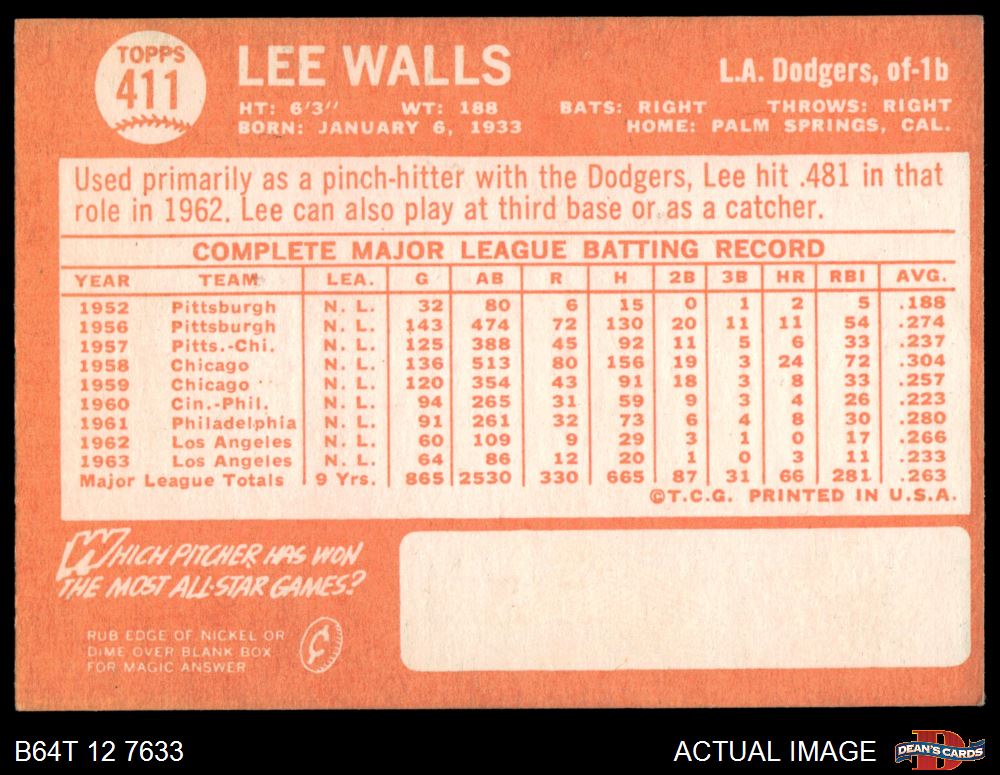 TOPPS
411
LEE WALLS
L.A. Dodgers, of-1b
HT: 6'3" WT: 188 BATS: RIGHT THROWS: RIGHT
BORN: JANUARY 6, 1933 HOME: PALM SPRINGS, CAL.
Used primarily as a pinch-hitter with the Dodgers, Lee hit .481 in that
role in 1962. Lee can also play at third base or as a catcher.
COMPLETE MAJOR LEAGUE BATTING RECORD
YEAR TEAM LEA. G AB R H 2B 3B HR RBI AVG.
1952 Pittsburgh N. L. 32 80 6 15 0 1 2 5 .188
1956 Pittsburgh N. L. 143 474 72 130 20 11 11 54 .274
1957 Pitts.-Chi. N. L. 125 388 45 92 11 5 6 33 .237
1958 Chicago N. L. 136 513 80 156 19 3 24 72 .304
1959 Chicago N. L. 120 354 43 91 18 3 8 33 .257
1960 Cin.-Phil. N. L. 94 265 31 59 9 3 4 26 .223
1961 Philadelphia N. L. 91 261 32 73 6 4 8 30 .280
1962 Los Angeles N. L. 60 109 9 29 3 1 0 17 .266
1963 Los Angeles N. L. 64 86 12 20 1 0 3 11 .233
Major League Totals 9 Yrs. 865 2530 330 665 87 31 66 281 .263
©T.C.G. PRINTED IN U.S.A.
WHICH PITCHER HAS WON
THE MOST ALL-STAR GAMES?
RUB EDGE OF NICKEL OR
DIME OVER BLANK BOX
FOR MAGIC ANSWER
¢
B64T 12 7633
ACTUAL IMAGE
DEAN'S CARDS